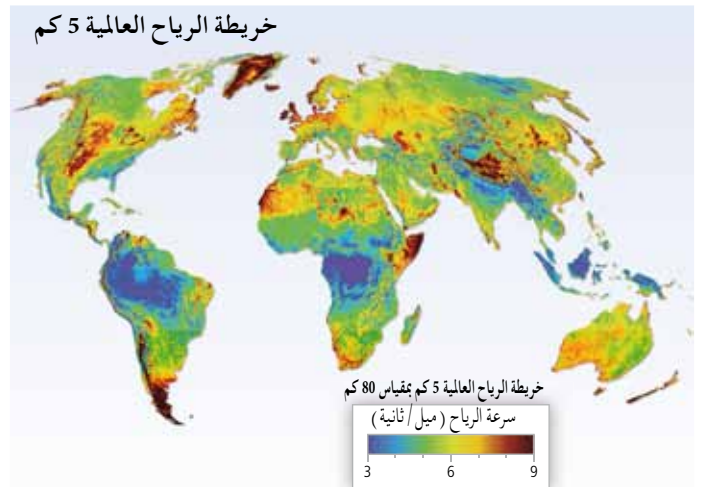 خريطة الرياح العالمية 5 كم
خريطة الرياح العالمية 5 كم بمقياس 80 كم
سرعة الرياح (ميل/ ثانية)
3 6 9